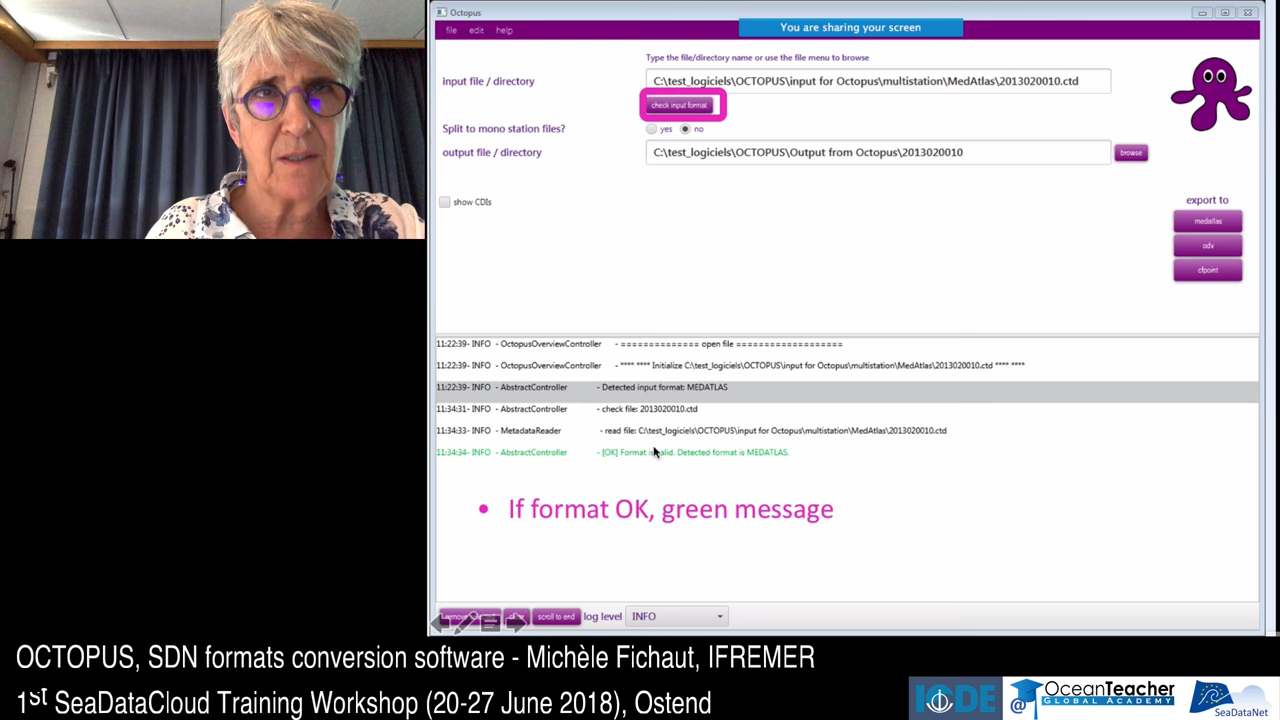 Octopus
You are sharing your screen
file edit help
Type the file/directory name or use the file menu to browse
input file / directory C:\test_logiciels\OCTOPUS\input for Octopus\multistation\MedAtlas\2013020010.ctd
check input format
Split to mono station files? yes no
output file / directory C:\test_logiciels\OCTOPUS\Output from Octopus\2013020010 browse
show CDIs
export to
medatlas
odv
cfpoint
11:22:39- INFO - OctopusOverviewController - ============== open file ===================
11:22:39- INFO - OctopusOverviewController - **** **** Initialize C:\test_logiciels\OCTOPUS\input for Octopus\multistation\MedAtlas\2013020010.ctd **** ****
11:22:39- INFO - AbstractController - Detected input format: MEDATLAS
11:34:31- INFO - AbstractController - check file: 2013020010.ctd
11:34:33- INFO - MetadataReader - read file: C:\test_logiciels\OCTOPUS\input for Octopus\multistation\MedAtlas\2013020010.ctd
11:34:34- INFO - AbstractController - [OK] Format is valid. Detected format is MEDATLAS.
• If format OK, green message
scroll to end log level INFO
OCTOPUS, SDN formats conversion software - Michèle Fichaut, IFREMER
1st SeaDataCloud Training Workshop (20-27 June 2018), Ostend
IODE
OceanTeacher
GLOBAL ACADEMY
SeaDataNet